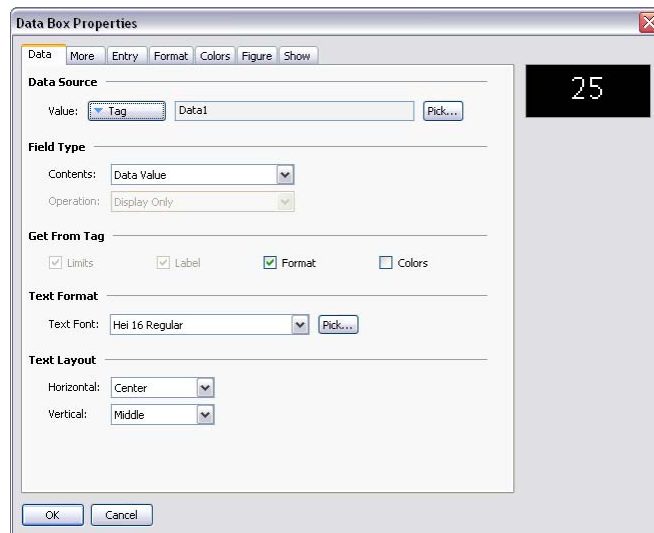 Data Box Properties
Data More Entry Format Colors Figure Show
25
Data Source
Value: Tag Data1 Pick...
Field Type
Contents: Data Value
Operation: Display Only
Get From Tag
Limits Label Format Colors
Text Format
Text Font: Hei 16 Regular Pick...
Text Layout
Horizontal: Center
Vertical: Middle
OK Cancel